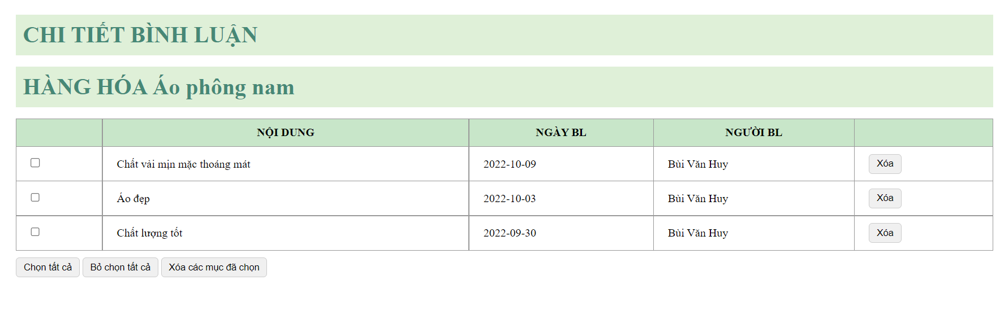 CHI TIẾT BÌNH LUẬN
HÀNG HÓA Áo phông nam
NỘI DUNG NGÀY BL NGƯỜI BL
Chất vải mịn mặc thoáng mát 2022-10-09 Bùi Văn Huy Xóa
Áo đẹp 2022-10-03 Bùi Văn Huy Xóa
Chất lượng tốt 2022-09-30 Bùi Văn Huy Xóa
Chọn tất cả Bỏ chọn tất cả Xóa các mục đã chọn